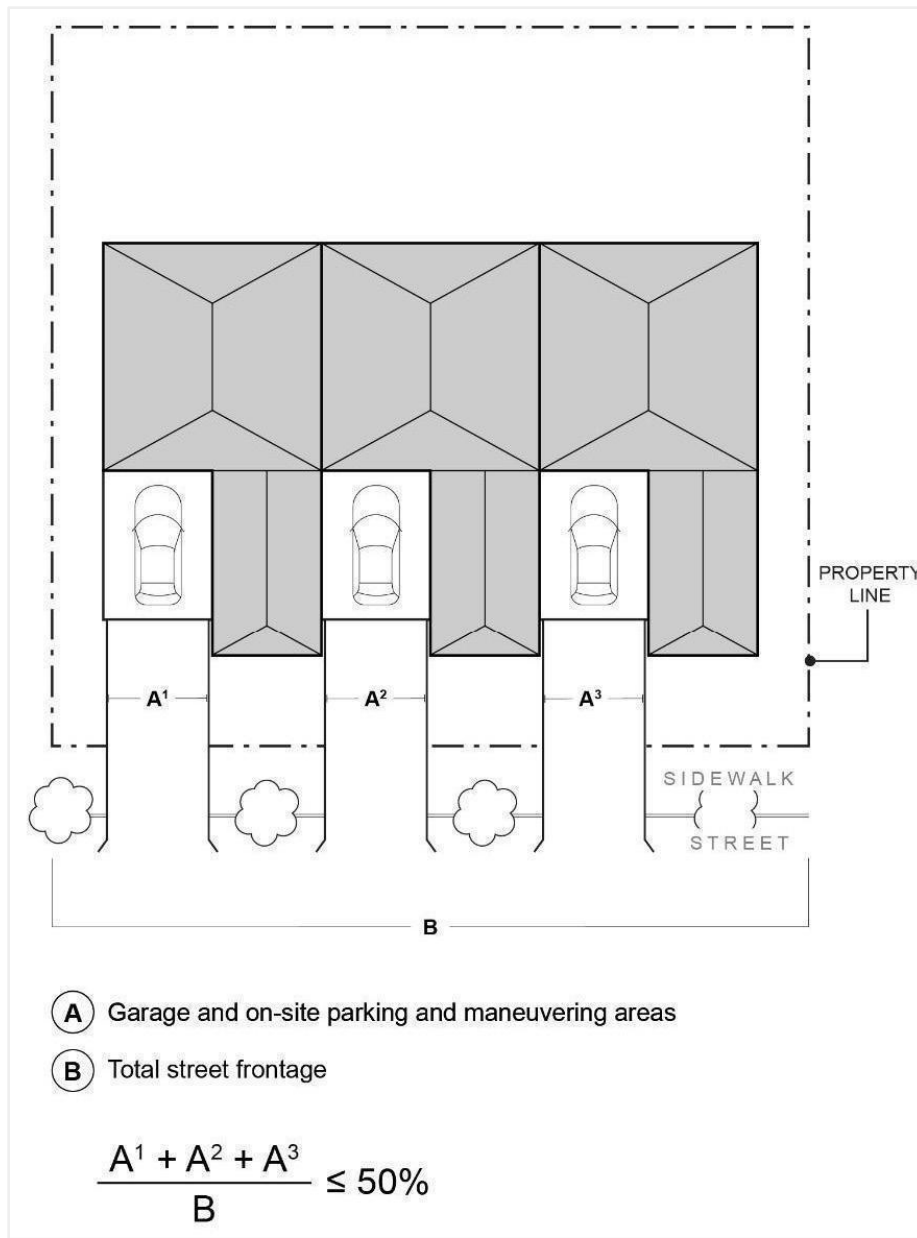 PROPERTY
LINE
A¹
A²
A³
SIDEWALK
STREET
B
A Garage and on-site parking and maneuvering areas
B Total street frontage
A¹ + A² + A³
B
≤ 50%